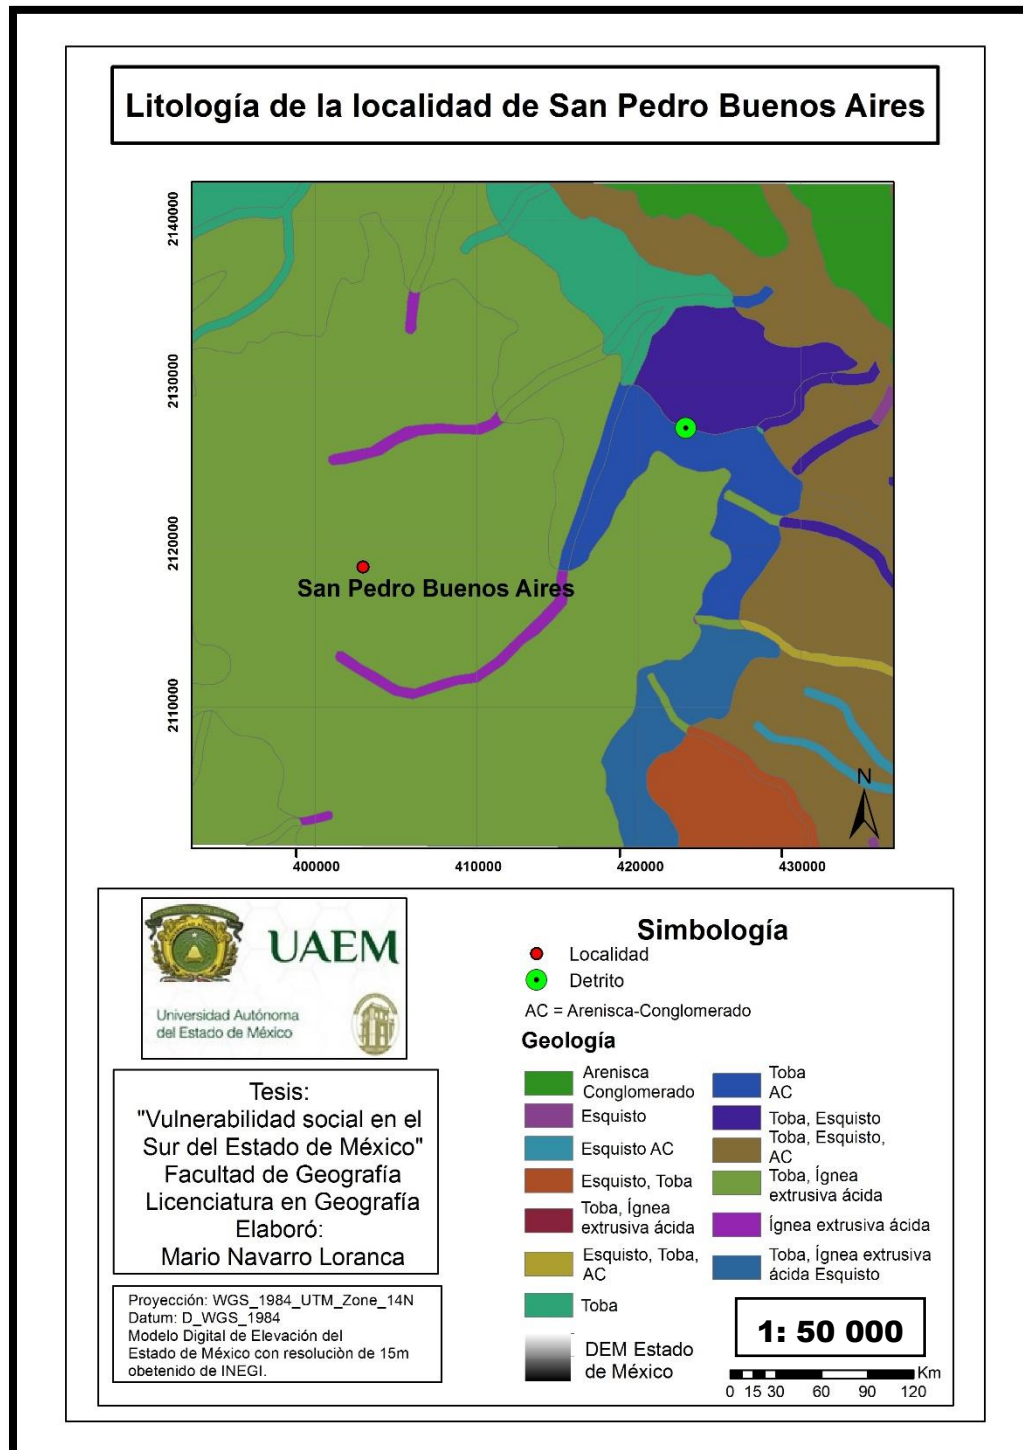 Litología de la localidad de San Pedro Buenos Aires
2140000
2130000
2120000
2110000
San Pedro Buenos Aires
N
400000
410000
420000
430000
UAEM
Universidad Autónoma
del Estado de México
Tesis:
"Vulnerabilidad social en el
Sur del Estado de México"
Facultad de Geografía
Licenciatura en Geografía
Elaboró:
Mario Navarro Loranca
Proyección: WGS_1984_UTM_Zone_14N
Datum: D_WGS_1984
Modelo Digital de Elevación del
Estado de México con resoluciòn de 15m
obetenido de INEGI.
Simbología
Localidad
Detrito
AC = Arenisca-Conglomerado
Geología
Arenisca
Conglomerado
Esquisto
Esquisto AC
Esquisto, Toba
Toba, Ígnea
extrusiva ácida
Esquisto, Toba,
AC
Toba
DEM Estado
de México
Toba
AC
Toba, Esquisto
Toba, Esquisto,
AC
Toba, Ígnea
extrusiva ácida
Ígnea extrusiva ácida
Toba, Ígnea extrusiva
ácida Esquisto
1: 50 000
Km
0 15 30 60 90 120